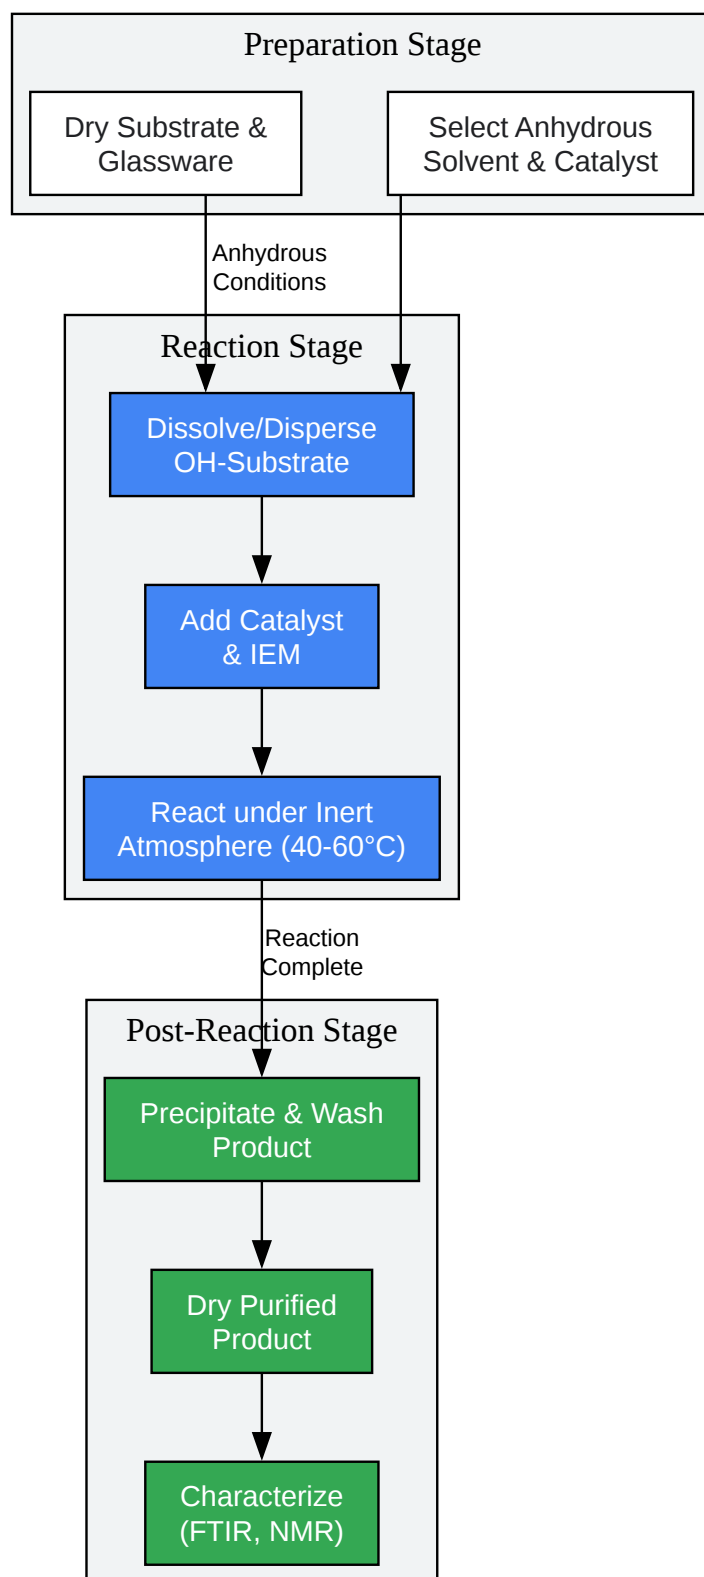 Preparation Stage
Dry Substrate &
Glassware
Select Anhydrous
Solvent & Catalyst
Anhydrous
Conditions
Reaction Stage
Dissolve/Disperse
OH-Substrate
Add Catalyst
& IEM
React under Inert
Atmosphere (40-60°C)
Reaction
Complete
Post-Reaction Stage
Precipitate & Wash
Product
Dry Purified
Product
Characterize
(FTIR, NMR)